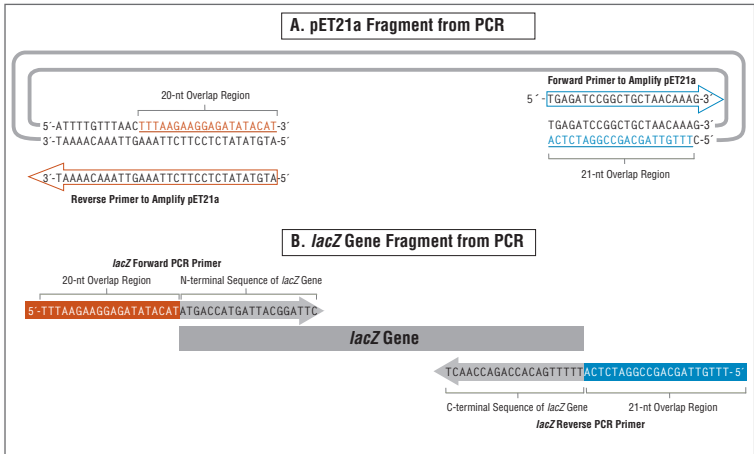 A. pET21a Fragment from PCR
20-nt Overlap Region
Forward Primer to Amplify pET21a
5´-TGAGATCCGGCTGCTAACAAAG-3´
5´-ATTTTGTTTAACTTTAAGAAGGAGATATACAT-3´
3´-TAAAACAAATTGAAATTCTTCCTCTATATGTA-5´
TGAGATCCGGCTGCTAACAAAG-3´
ACTCTAGGCCGACGATTGTTTC-5´
21-nt Overlap Region
3´-TAAAACAAATTGAAATTCTTCCTCTATATGTA-5´
Reverse Primer to Amplify pET21a
B. lacZ Gene Fragment from PCR
lacZ Forward PCR Primer
20-nt Overlap Region
N-terminal Sequence of lacZ Gene
5´-TTTAAGAAGGAGATATACATATGACCATGATTACGGATTC
lacZ Gene
TCAACCAGACCACAGTTTTTACTCTAGGCCGACGATTGTTT-5´
C-terminal Sequence of lacZ Gene
21-nt Overlap Region
lacZ Reverse PCR Primer